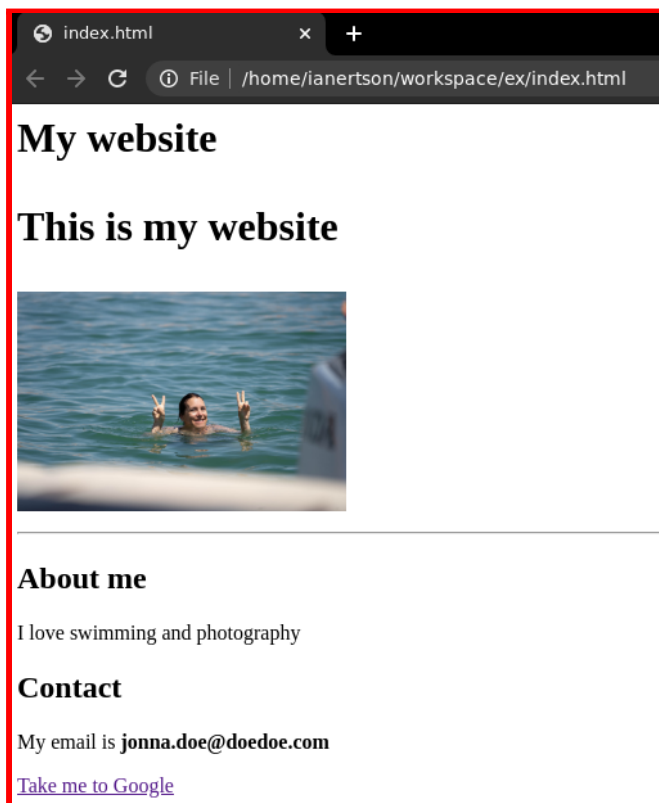 index.html
File | /home/ianertson/workspace/ex/index.html
My website
This is my website
About me
I love swimming and photography
Contact
My email is jonna.doe@doedoe.com
Take me to Google